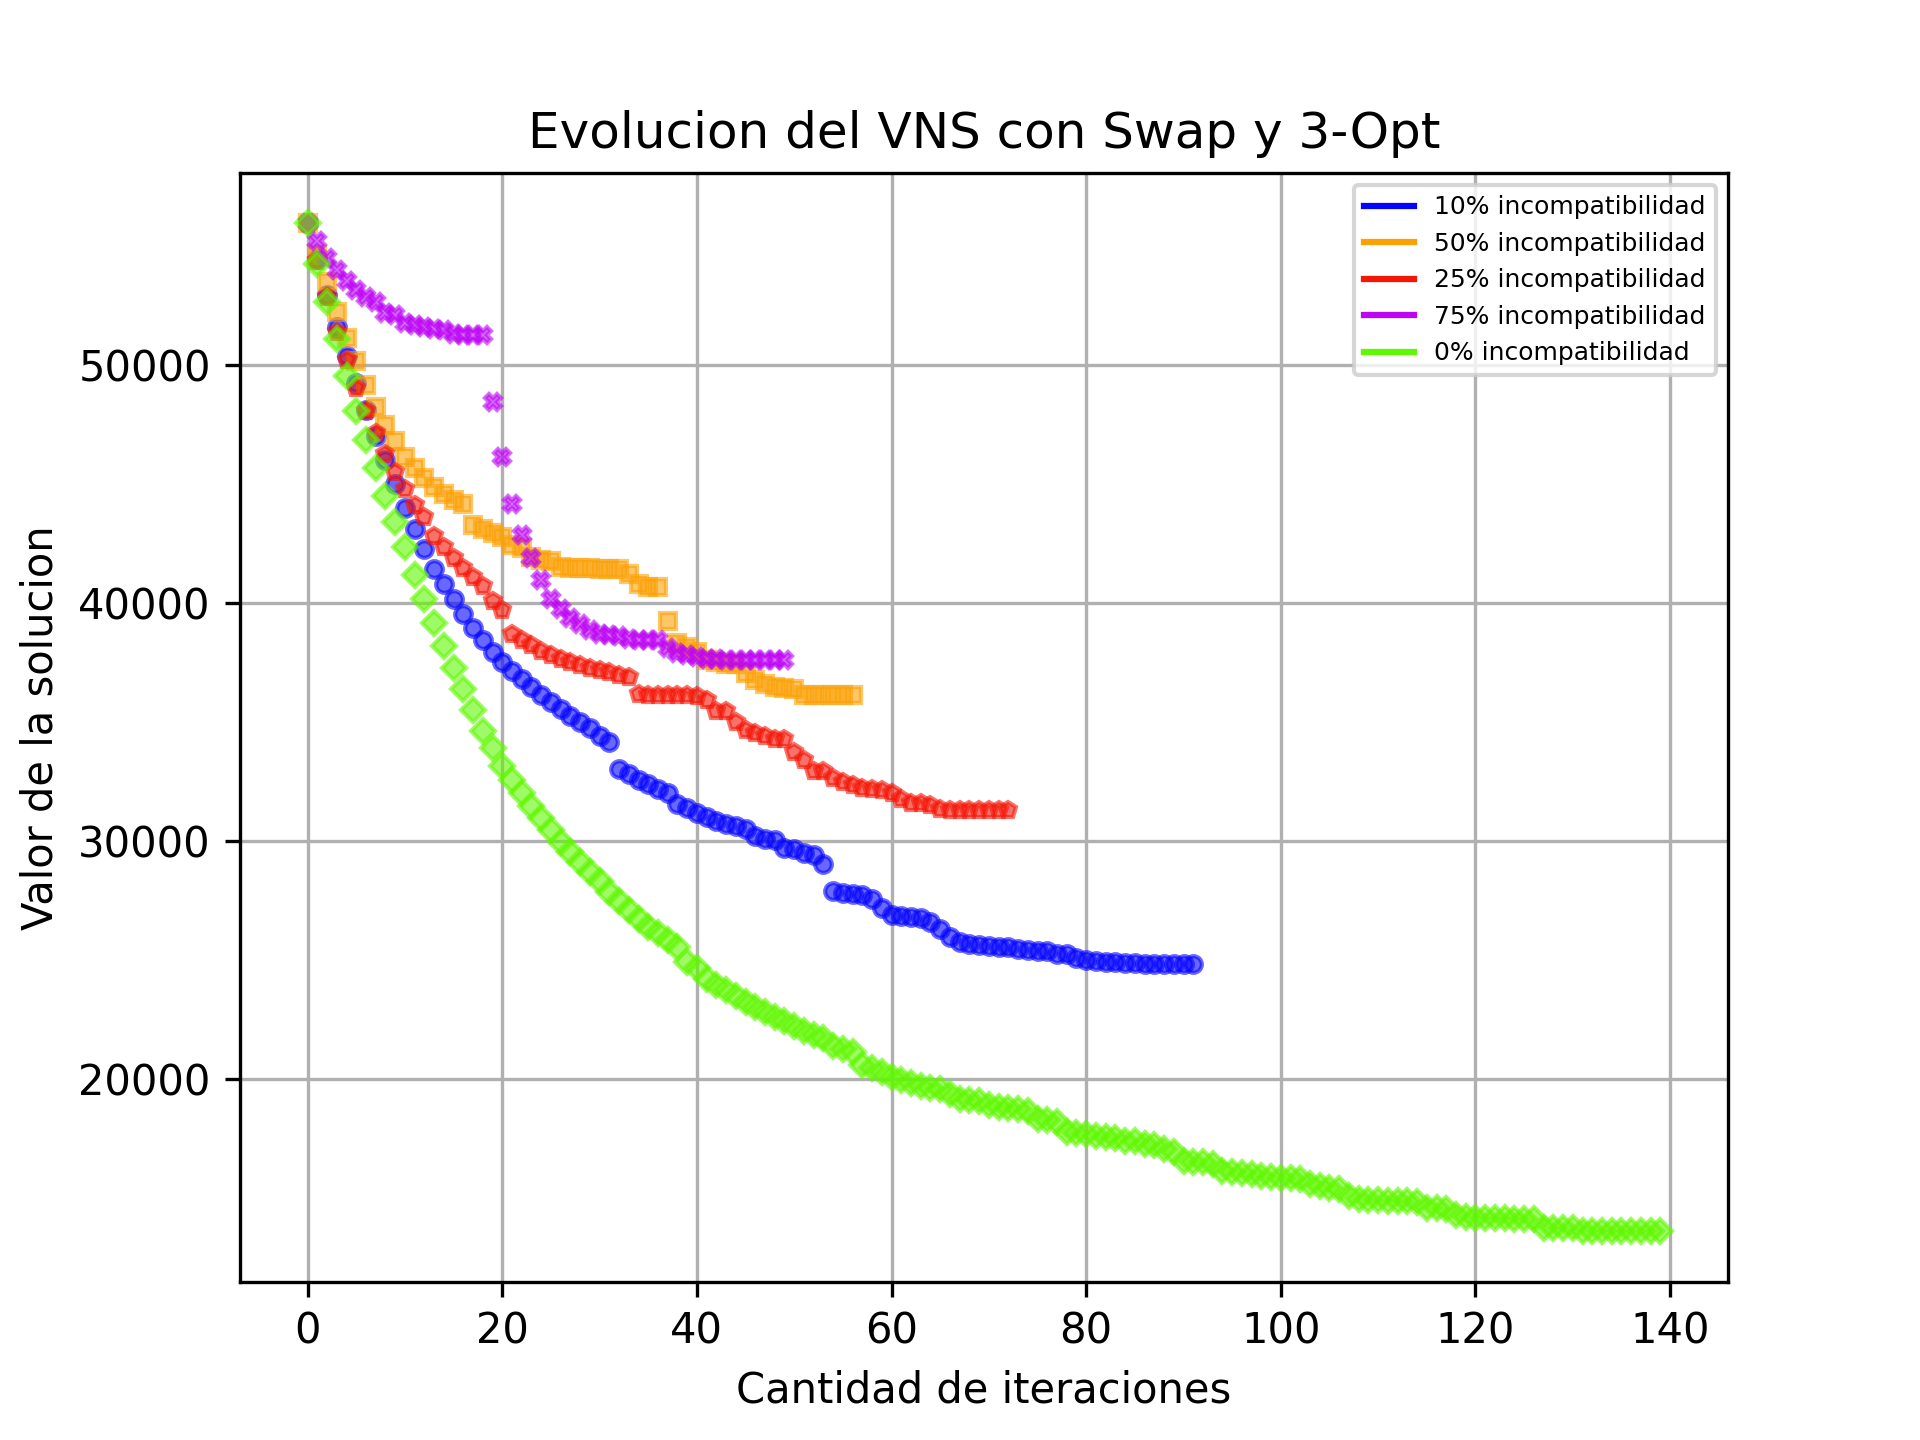 Evolucion del VNS con Swap y 3-Opt
10% incompatibilidad
50% incompatibilidad
25% incompatibilidad
75% incompatibilidad
0% incompatibilidad
Valor de la solucion
50000
40000
30000
20000
0 20 40 60 80 100 120 140
Cantidad de iteraciones